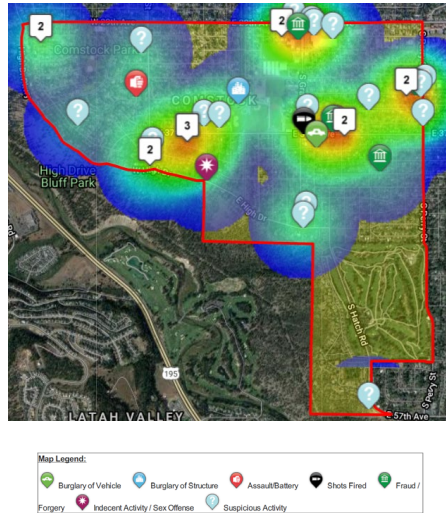 2
Comstock Park
COMSTOCK
2
2
3
2
High Drive
Bluff Park
E High Dr
S Hatch Rd
195
S Perry St
LATAH VALLEY
E 57th Ave
Map Legend:
Burglary of Vehicle Burglary of Structure Assault/Battery Shots Fired Fraud /
Forgery Indecent Activity / Sex Offense Suspicious Activity